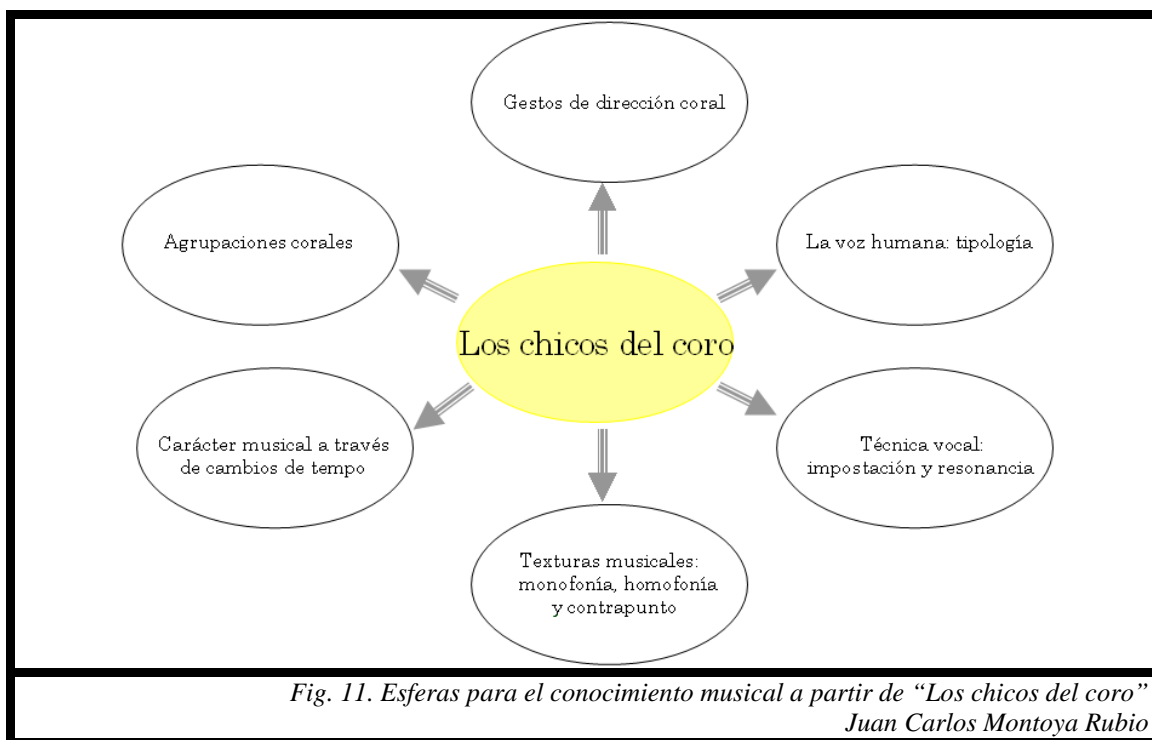 Gestos de dirección coral
Agrupaciones corales
La voz humana: tipología
Los chicos del coro
Carácter musical a través
de cambios de tempo
Técnica vocal:
impostación y resonancia
Texturas musicales:
monofonía, homofonía
y contrapunto
Fig. 11. Esferas para el conocimiento musical a partir de “Los chicos del coro”
Juan Carlos Montoya Rubio